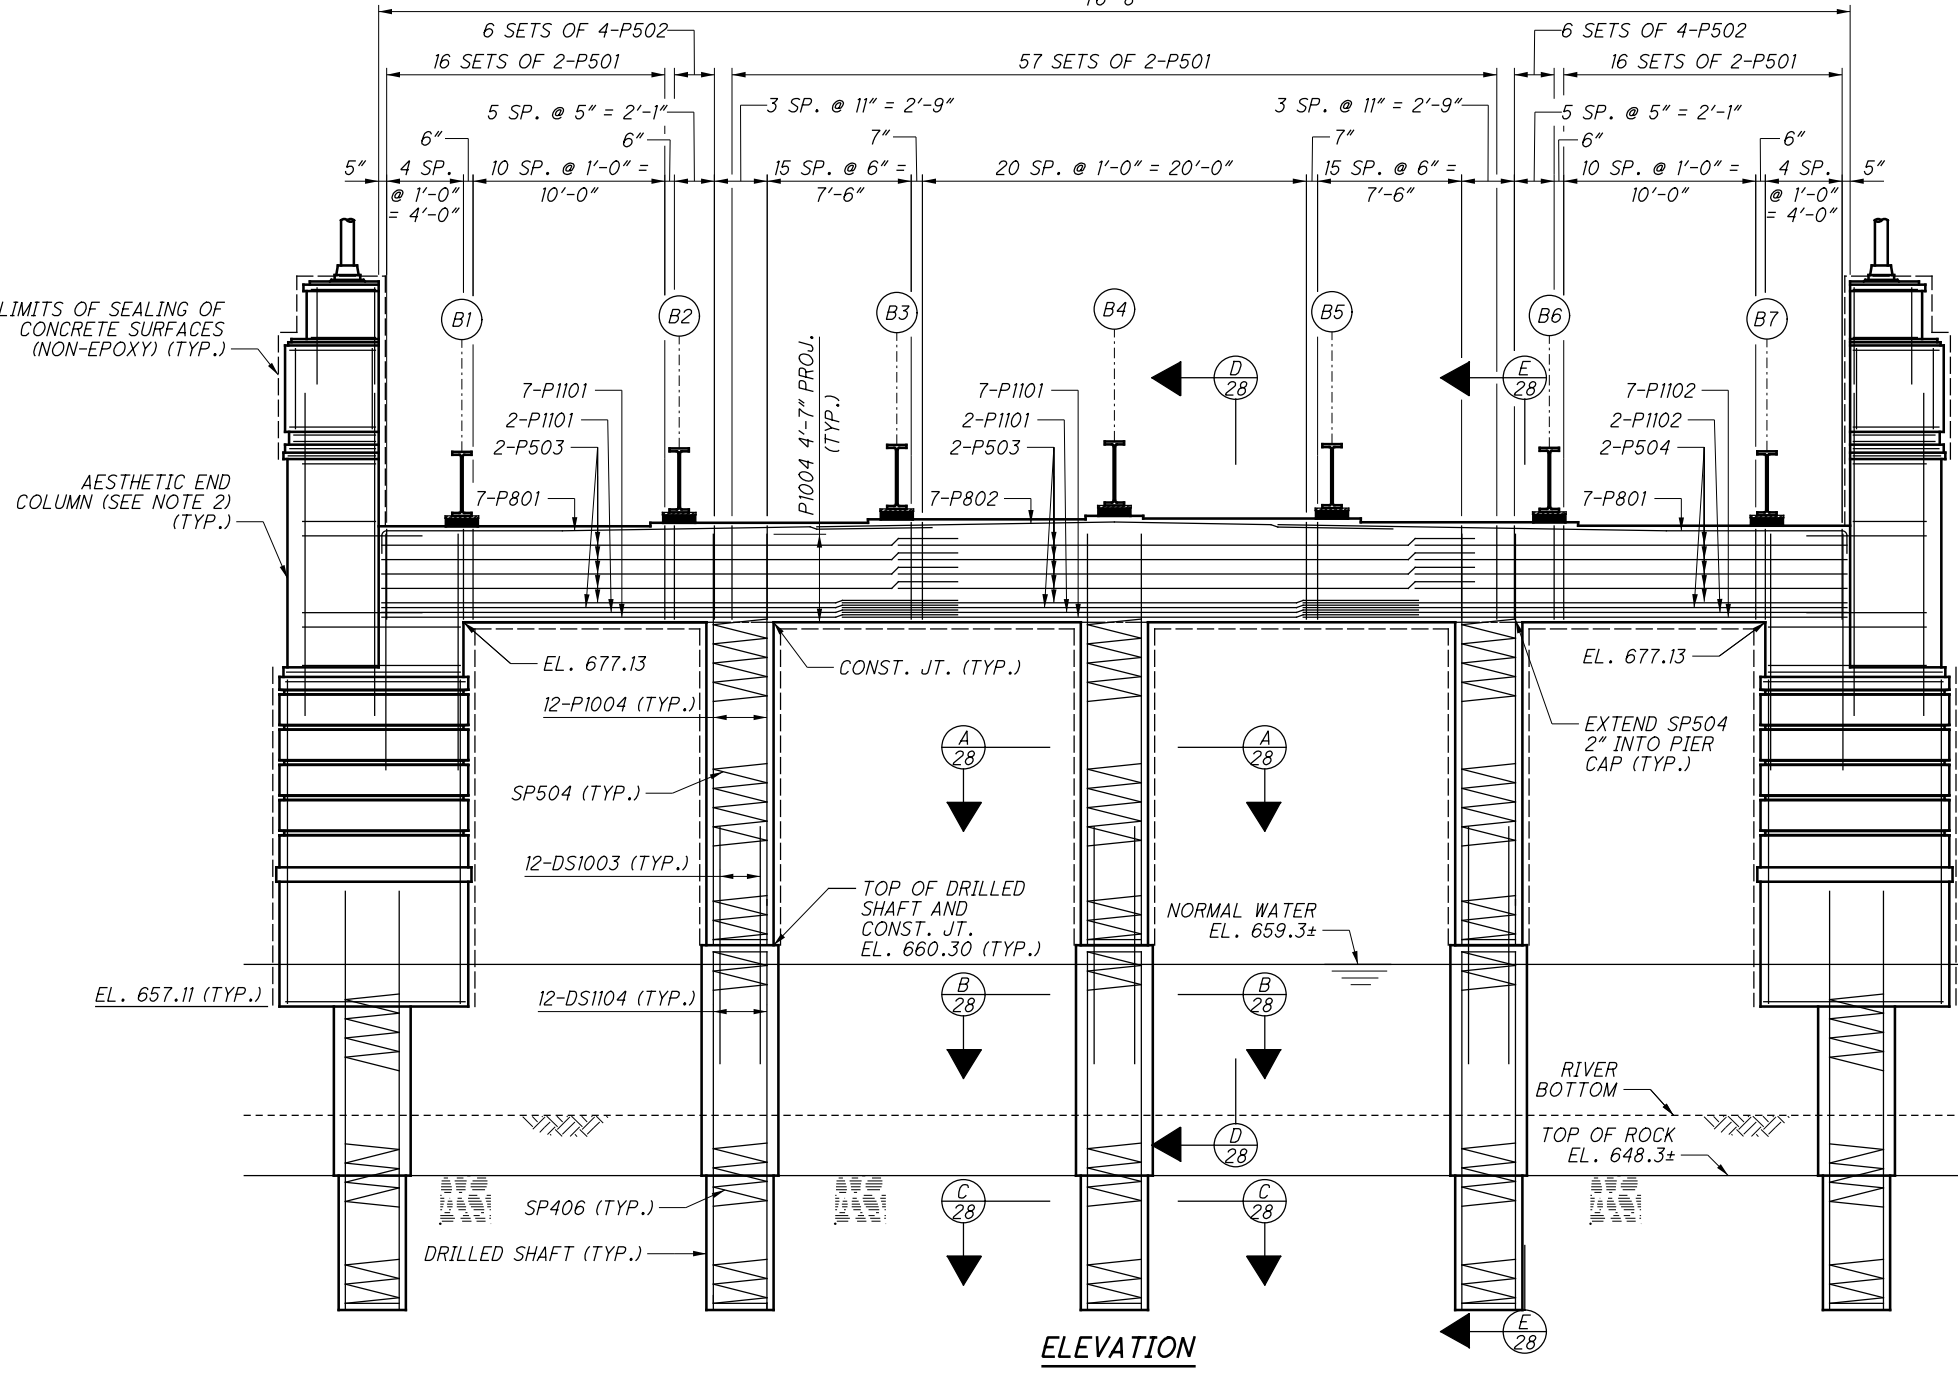 6 SETS OF 4-P502
6 SETS OF 4-P502
16 SETS OF 2-P501
57 SETS OF 2-P501
16 SETS OF 2-P501
5 SP. @ 5" = 2'-1"
3 SP. @ 11" = 2'-9"
3 SP. @ 11" = 2'-9"
5 SP. @ 5" = 2'-1"
6"
6"
7"
7"
6"
6"
5"
4 SP.
@ 1'-0"
= 4'-0"
10 SP. @ 1'-0" =
10'-0"
15 SP. @ 6" =
7'-6"
20 SP. @ 1'-0" = 20'-0"
15 SP. @ 6" =
7'-6"
10 SP. @ 1'-0" =
10'-0"
4 SP.
@ 1'-0"
= 4'-0"
5"
LIMITS OF SEALING OF
CONCRETE SURFACES
(NON-EPOXY) (TYP.)
B1
B2
B3
B4
B5
B6
B7
P1004 4'-7" PROJ.
(TYP.)
D
28
E
28
7-P1101
2-P1101
2-P503
7-P801
7-P1101
2-P1101
2-P503
7-P802
7-P1102
2-P1102
2-P504
7-P801
AESTHETIC END
COLUMN (SEE NOTE 2)
(TYP.)
EL. 677.13
CONST. JT. (TYP.)
EL. 677.13
12-P1004 (TYP.)
EXTEND SP504
2" INTO PIER
CAP (TYP.)
A
28
A
28
SP504 (TYP.)
12-DS1003 (TYP.)
TOP OF DRILLED
SHAFT AND
CONST. JT.
EL. 660.30 (TYP.)
NORMAL WATER
EL. 659.3±
EL. 657.11 (TYP.)
12-DS1104 (TYP.)
B
28
B
28
RIVER
BOTTOM
D
28
TOP OF ROCK
EL. 648.3±
SP406 (TYP.)
C
28
C
28
DRILLED SHAFT (TYP.)
E
28
ELEVATION